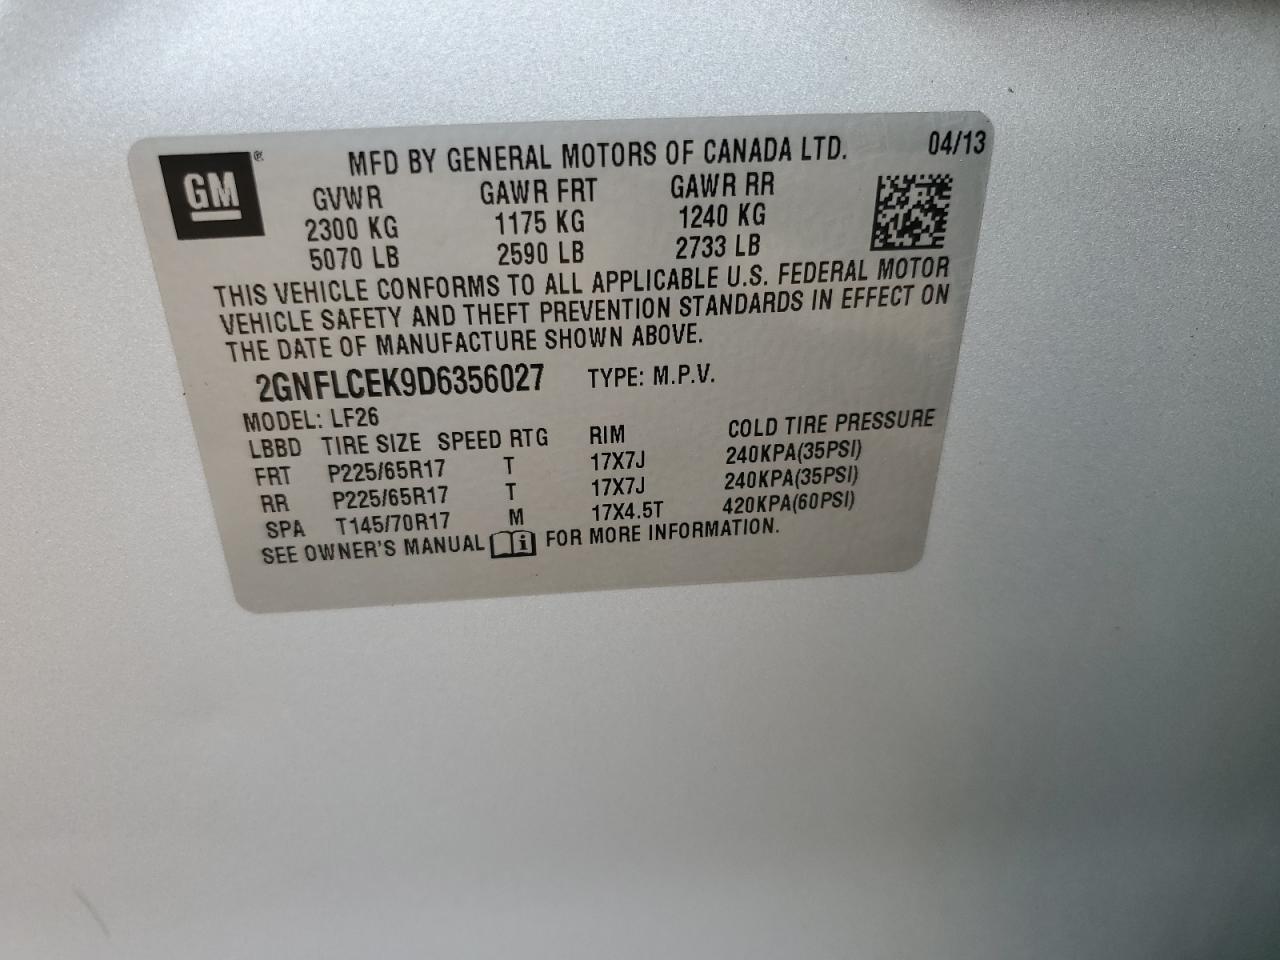 GM ®
MFD BY GENERAL MOTORS OF CANADA LTD. 04/13
GVWR GAWR FRT GAWR RR
2300 KG 1175 KG 1240 KG
5070 LB 2590 LB 2733 LB
THIS VEHICLE CONFORMS TO ALL APPLICABLE U.S. FEDERAL MOTOR
VEHICLE SAFETY AND THEFT PREVENTION STANDARDS IN EFFECT ON
THE DATE OF MANUFACTURE SHOWN ABOVE.
2GNFLCEK9D6356027 TYPE: M.P.V.
MODEL: LF26
LBBD TIRE SIZE SPEED RTG RIM COLD TIRE PRESSURE
FRT P225/65R17 T 17X7J 240KPA(35PSI)
RR P225/65R17 T 17X7J 240KPA(35PSI)
SPA T145/70R17 M 17X4.5T 420KPA(60PSI)
SEE OWNER'S MANUAL i FOR MORE INFORMATION.